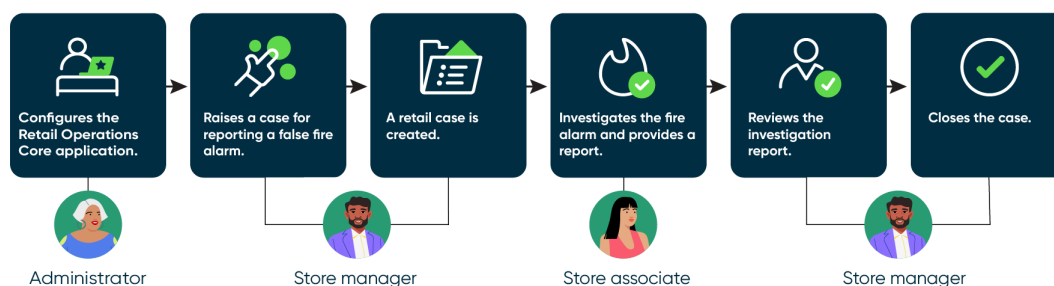 Configures the
Retail Operations
Core application.
Raises a case for
reporting a false fire
alarm.
A retail case is
created.
Investigates the fire
alarm and provides a
report.
Reviews the
investigation
report.
Closes the case.
Administrator
Store manager
Store associate
Store manager